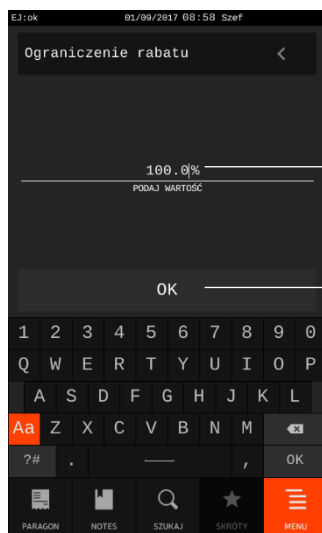 EJ:ok 01/09/2017 08:58 Szef
Ograniczenie rabatu <
100.0%
PODAJ WARTOŚĆ
OK
1 2 3 4 5 6 7 8 9 0
Q W E R T Y U I O P
A S D F G H J K L
Aa Z X C V B N M
?# . , OK
PARAGON NOTES SZUKAJ SKRÓTY MENU